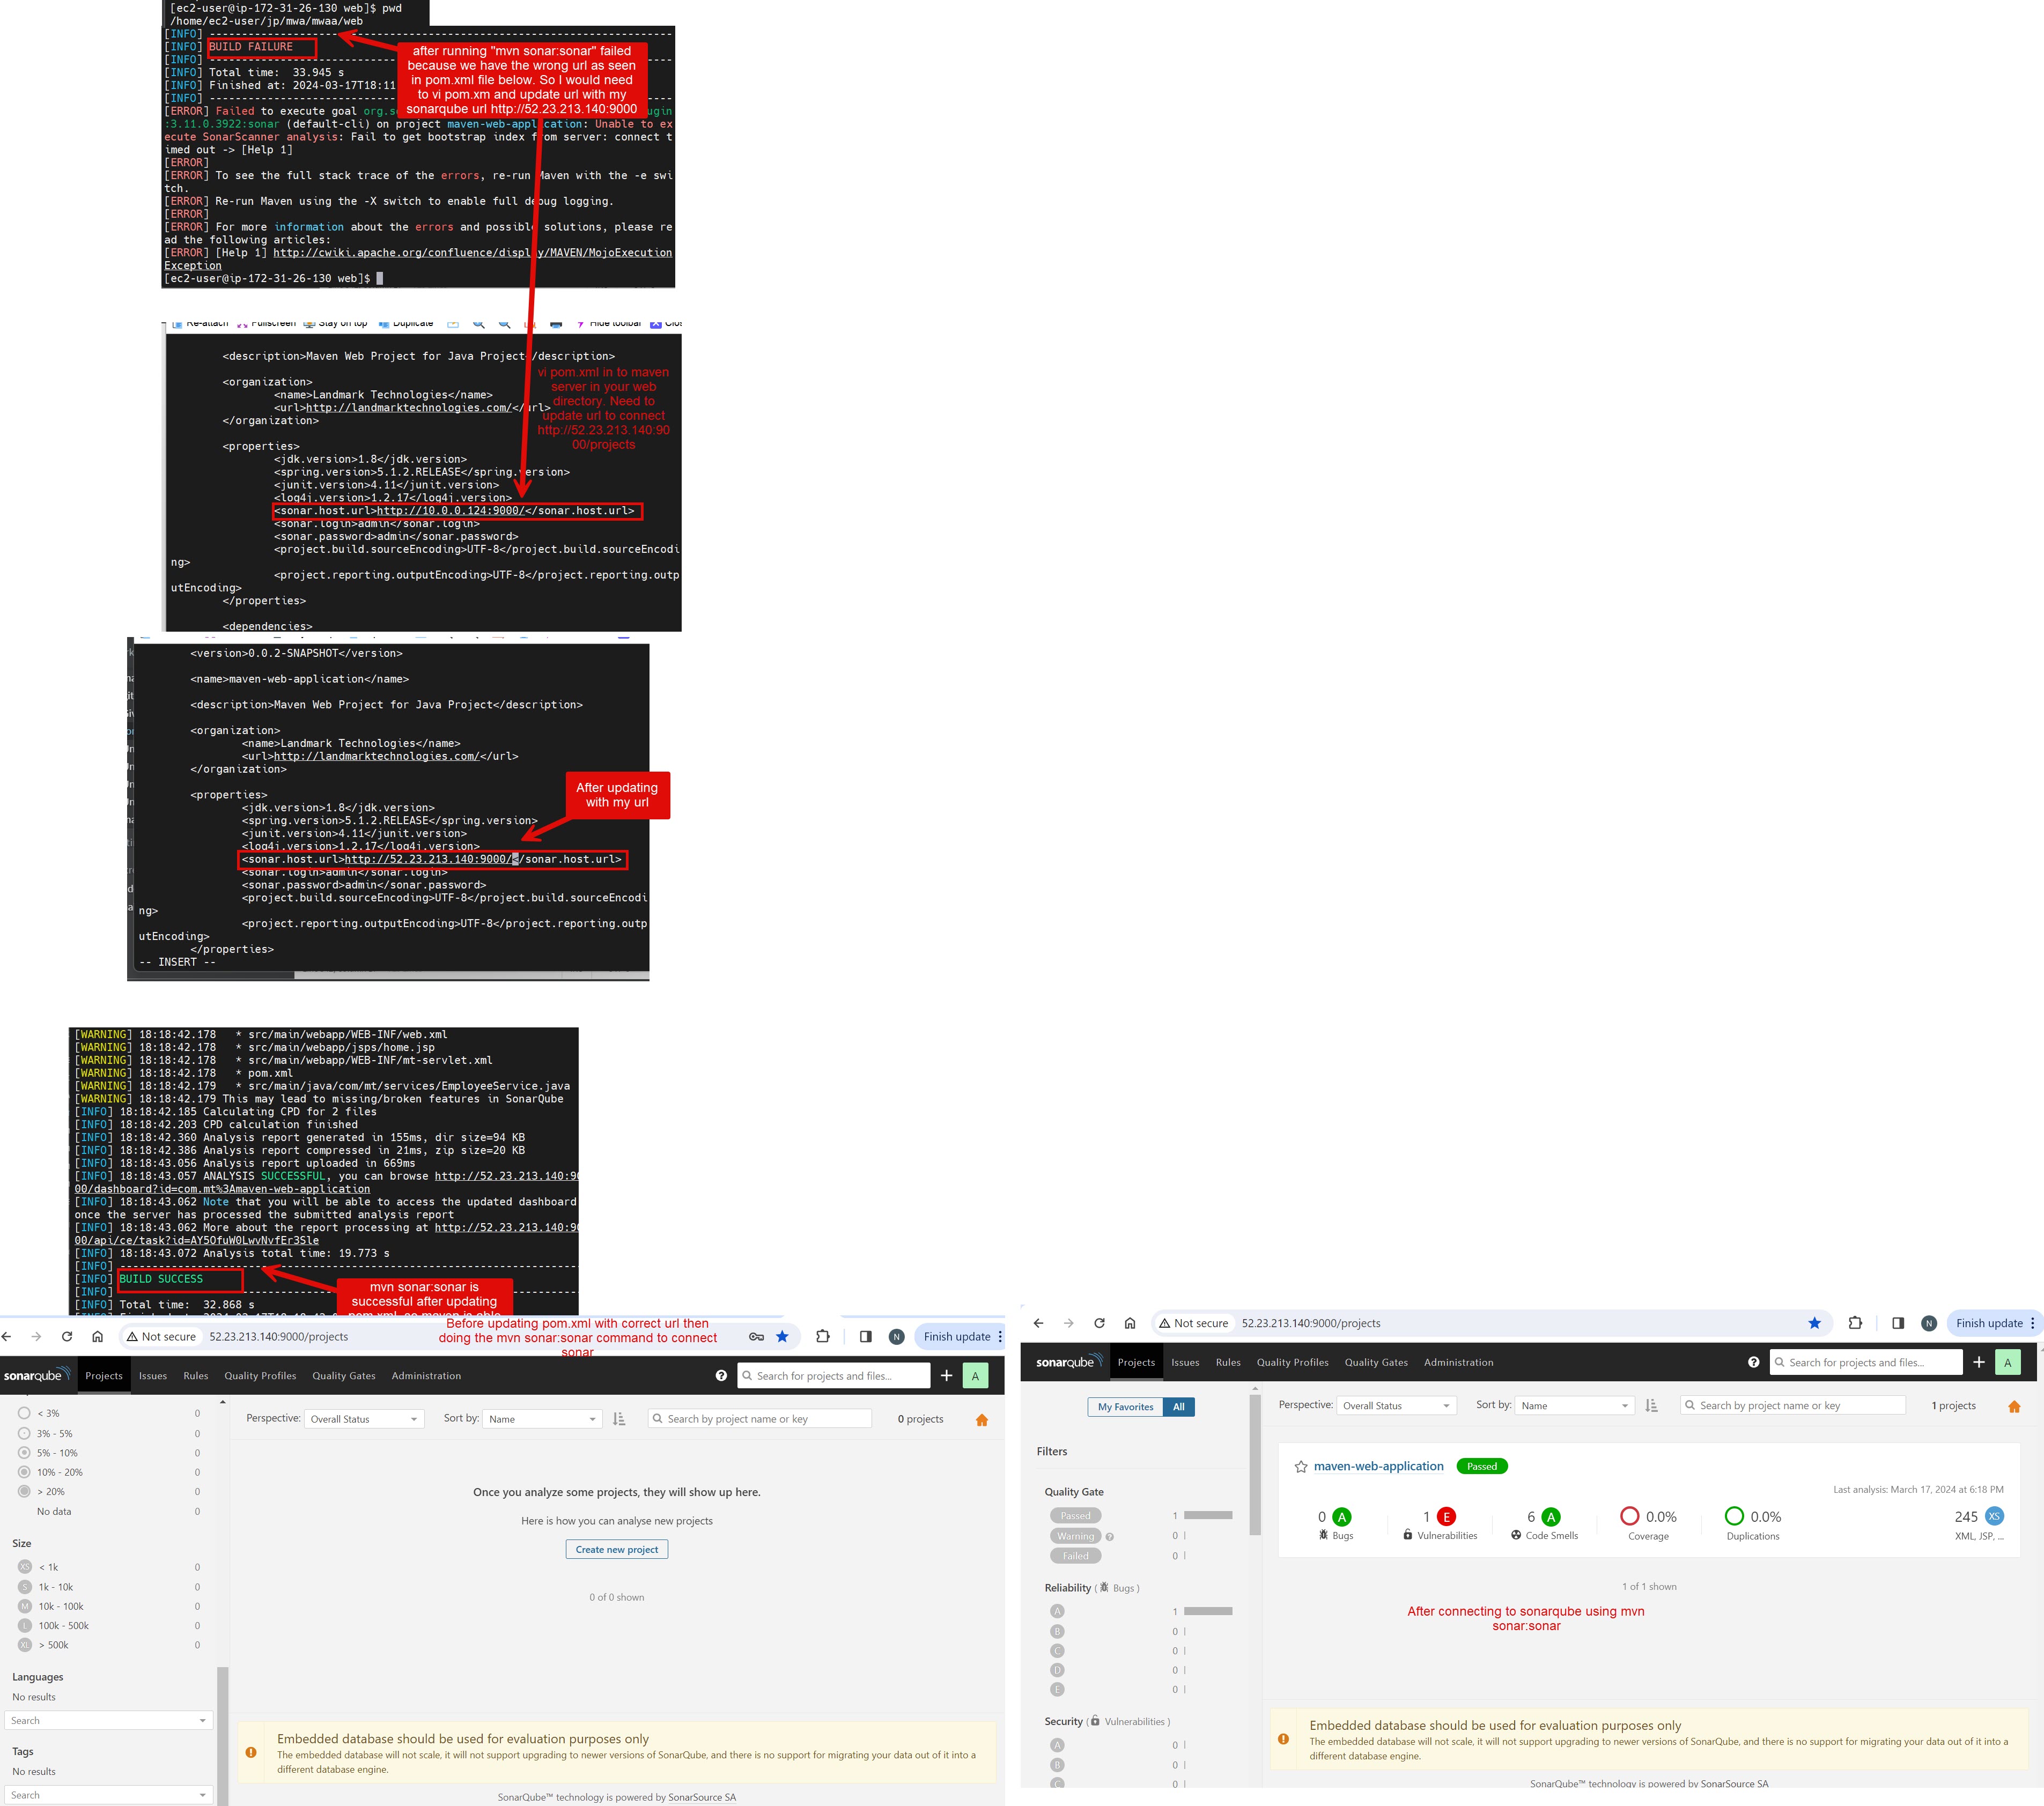 [ec2-user@ip-172-31-26-130 web]$ pwd
/home/ec2-user/jp/mwa/mwaa/web
[INFO] ------------------------------------------------------------------------
[INFO] BUILD FAILURE
[INFO] ------------------------------------------------------------------------
[INFO] Total time:  33.945 s
[INFO] Finished at: 2024-03-17T18:11
[INFO] ------------------------------------------------------------------------
after running "mvn sonar:sonar" failed
because we have the wrong url as seen
in pom.xml file below. So I would need
to vi pom.xm and update url with my
sonarqube url http://52.23.213.140:9000
[ERROR] Failed to execute goal org.s ugin
:3.11.0.3922:sonar (default-cli) on project maven-web-application: Unable to ex
ecute SonarScanner analysis: Fail to get bootstrap index from server: connect t
imed out -> [Help 1]
[ERROR]
[ERROR] To see the full stack trace of the errors, re-run Maven with the -e swi
tch.
[ERROR] Re-run Maven using the -X switch to enable full debug logging.
[ERROR]
[ERROR] For more information about the errors and possible solutions, please re
ad the following articles:
[ERROR] [Help 1] http://cwiki.apache.org/confluence/display/MAVEN/MojoExecution
Exception
[ec2-user@ip-172-31-26-130 web]$
Re-attach Fullscreen Stay on top Duplicate Hide toolbar Clos
<description>Maven Web Project for Java Project</description>
<organization>
<name>Landmark Technologies</name>
<url>http://landmarktechnologies.com/</url>
</organization>
vi pom.xml in to maven
server in your web
directory. Need to
update url to connect
http://52.23.213.140:90
00/projects
<properties>
<jdk.version>1.8</jdk.version>
<spring.version>5.1.2.RELEASE</spring.version>
<junit.version>4.11</junit.version>
<log4j.version>1.2.17</log4j.version>
<sonar.host.url>http://10.0.0.124:9000/</sonar.host.url>
<sonar.login>admin</sonar.login>
<sonar.password>admin</sonar.password>
<project.build.sourceEncoding>UTF-8</project.build.sourceEncodi
ng>
<project.reporting.outputEncoding>UTF-8</project.reporting.outp
utEncoding>
</properties>
<dependencies>
<version>0.0.2-SNAPSHOT</version>
<name>maven-web-application</name>
<description>Maven Web Project for Java Project</description>
<organization>
<name>Landmark Technologies</name>
<url>http://landmarktechnologies.com/</url>
</organization>
After updating
with my url
<properties>
<jdk.version>1.8</jdk.version>
<spring.version>5.1.2.RELEASE</spring.version>
<junit.version>4.11</junit.version>
<log4j.version>1.2.17</log4j.version>
<sonar.host.url>http://52.23.213.140:9000/</sonar.host.url>
<sonar.login>admin</sonar.login>
<sonar.password>admin</sonar.password>
<project.build.sourceEncoding>UTF-8</project.build.sourceEncodi
ng>
<project.reporting.outputEncoding>UTF-8</project.reporting.outp
utEncoding>
</properties>
-- INSERT --
[WARNING] 18:18:42.178   * src/main/webapp/WEB-INF/web.xml
[WARNING] 18:18:42.178   * src/main/webapp/jsps/home.jsp
[WARNING] 18:18:42.178   * src/main/webapp/WEB-INF/mt-servlet.xml
[WARNING] 18:18:42.178   * pom.xml
[WARNING] 18:18:42.179   * src/main/java/com/mt/services/EmployeeService.java
[WARNING] 18:18:42.179 This may lead to missing/broken features in SonarQube
[INFO] 18:18:42.185 Calculating CPD for 2 files
[INFO] 18:18:42.203 CPD calculation finished
[INFO] 18:18:42.360 Analysis report generated in 155ms, dir size=94 KB
[INFO] 18:18:42.386 Analysis report compressed in 21ms, zip size=20 KB
[INFO] 18:18:43.056 Analysis report uploaded in 669ms
[INFO] 18:18:43.057 ANALYSIS SUCCESSFUL, you can browse http://52.23.213.140:90
00/dashboard?id=com.mt%3Amaven-web-application
[INFO] 18:18:43.062 Note that you will be able to access the updated dashboard
once the server has processed the submitted analysis report
[INFO] 18:18:43.062 More about the report processing at http://52.23.213.140:90
00/api/ce/task?id=AY5OfuW0LwvNvfEr3Sle
[INFO] 18:18:43.072 Analysis total time: 19.773 s
[INFO] ------------------------------------------------------------------------
[INFO] BUILD SUCCESS
[INFO] ------------------------------------------------------------------------
[INFO] Total time:  32.868 s
mvn sonar:sonar is
successful after updating
pom.xml, so maven is able
Not secure 52.23.213.140:9000/projects
Before updating pom.xml with correct url then
doing the mvn sonar:sonar command to connect
sonar
N Finish update
sonarqube Projects Issues Rules Quality Profiles Quality Gates Administration ? Search for projects and files... + A
< 3% 0
3% - 5% 0
5% - 10% 0
10% - 20% 0
> 20% 0
No data 0
Size
XS < 1k 0
S 1k - 10k 0
M 10k - 100k 0
L 100k - 500k 0
XL > 500k 0
Languages
No results
Search
Tags
No results
Search
Perspective: Overall Status Sort by: Name Search by project name or key 0 projects
Once you analyze some projects, they will show up here.
Here is how you can analyse new projects
Create new project
0 of 0 shown
Embedded database should be used for evaluation purposes only
The embedded database will not scale, it will not support upgrading to newer versions of SonarQube, and there is no support for migrating your data out of it into a
different database engine.
SonarQube™ technology is powered by SonarSource SA
Not secure 52.23.213.140:9000/projects N Finish update
sonarqube Projects Issues Rules Quality Profiles Quality Gates Administration ? Search for projects and files... + A
My Favorites All
Filters
Quality Gate
Passed 1
Warning ? 0
Failed 0
Reliability ( Bugs )
A 1
B 0
C 0
D 0
E 0
Security ( Vulnerabilities )
A 0
B 0
C 0
Perspective: Overall Status Sort by: Name Search by project name or key 1 projects
maven-web-application Passed
Last analysis: March 17, 2024 at 6:18 PM
0 A 1 E 6 A 0.0% 0.0% 245 XS
Bugs Vulnerabilities Code Smells Coverage Duplications XML, JSP, ...
1 of 1 shown
After connecting to sonarqube using mvn
sonar:sonar
Embedded database should be used for evaluation purposes only
The embedded database will not scale, it will not support upgrading to newer versions of SonarQube, and there is no support for migrating your data out of it into a
different database engine.
SonarQube™ technology is powered by SonarSource SA